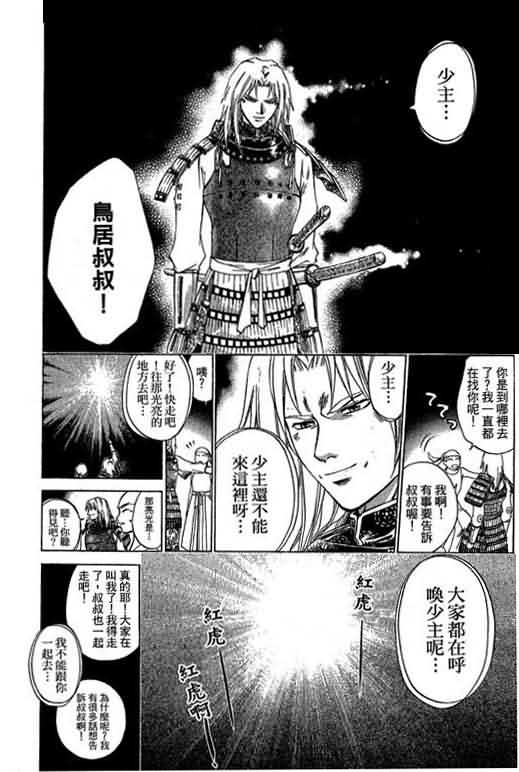 少主…
鳥居叔叔！
你是到哪裡去
了？我一直都
在找你呢！
我啊！
有事要告訴
叔叔喔！
少主…
少主還不能
來這裡呀…
咦？
好了！快走吧
！往那光亮的
地方去吧…
那亮光是…
聽…你聽
得見吧？
大家都在呼
喚少主呢…
紅虎…
紅虎…
紅虎啊…
真的耶！大家在
叫我了！我得走
了，叔叔也一起
走吧！
我不能跟你
一起去…
為什麼呢？我
有很多話想告
訴叔叔啊！